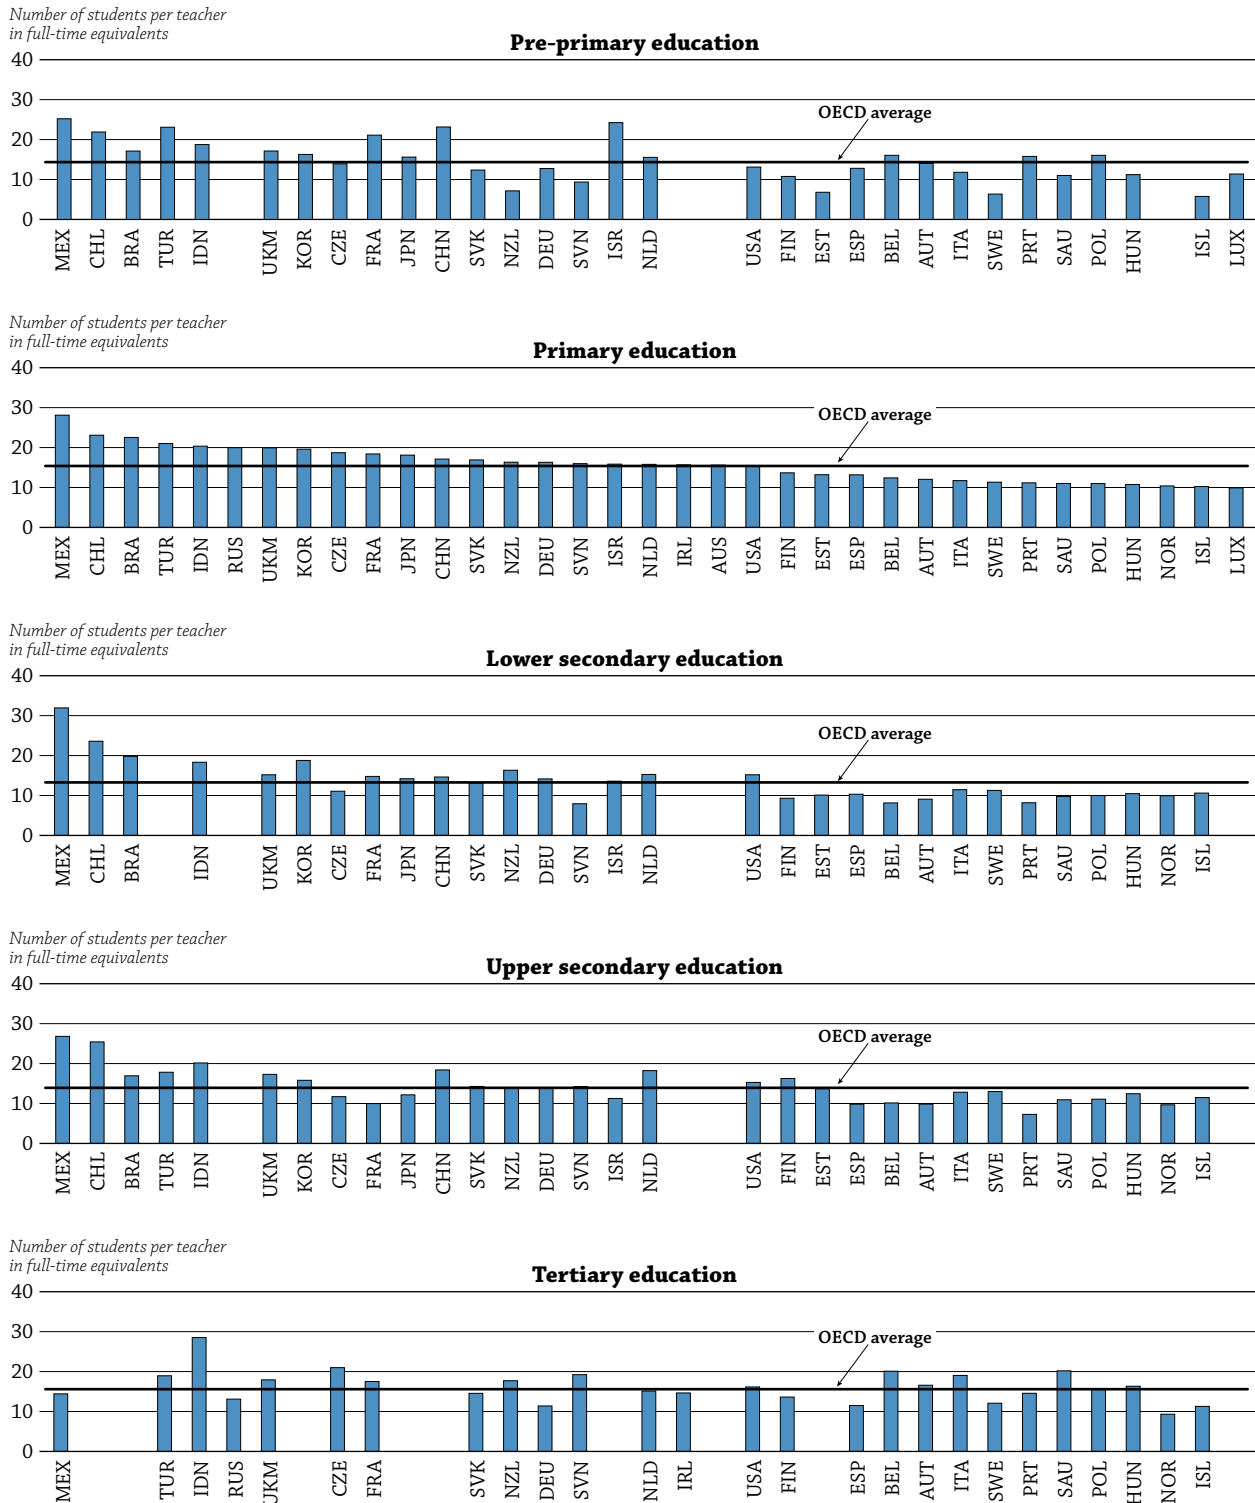 Number of students per teacher
in full-time equivalents
Pre-primary education
40
30
OECD average
20
10
0
MEX CHL BRA TUR IDN UKM KOR CZE FRA JPN CHN SVK NZL DEU SVN ISR NLD USA FIN EST ESP BEL AUT ITA SWE PRT SAU POL HUN ISL LUX
Number of students per teacher
in full-time equivalents
Primary education
40
30
OECD average
20
10
0
MEX CHL BRA TUR IDN RUS UKM KOR CZE FRA JPN CHN SVK NZL DEU SVN ISR NLD IRL AUS USA FIN EST ESP BEL AUT ITA SWE PRT SAU POL HUN NOR ISL LUX
Number of students per teacher
in full-time equivalents
Lower secondary education
40
30
OECD average
20
10
0
MEX CHL BRA IDN UKM KOR CZE FRA JPN CHN SVK NZL DEU SVN ISR NLD USA FIN EST ESP BEL AUT ITA SWE PRT SAU POL HUN NOR ISL
Number of students per teacher
in full-time equivalents
Upper secondary education
40
30
OECD average
20
10
0
MEX CHL BRA TUR IDN UKM KOR CZE FRA JPN CHN SVK NZL DEU SVN ISR NLD USA FIN EST ESP BEL AUT ITA SWE PRT SAU POL HUN NOR ISL
Number of students per teacher
in full-time equivalents
Tertiary education
40
30
OECD average
20
10
0
MEX TUR IDN RUS UKM CZE FRA SVK NZL DEU SVN NLD IRL USA FIN ESP BEL AUT ITA SWE PRT SAU POL HUN NOR ISL